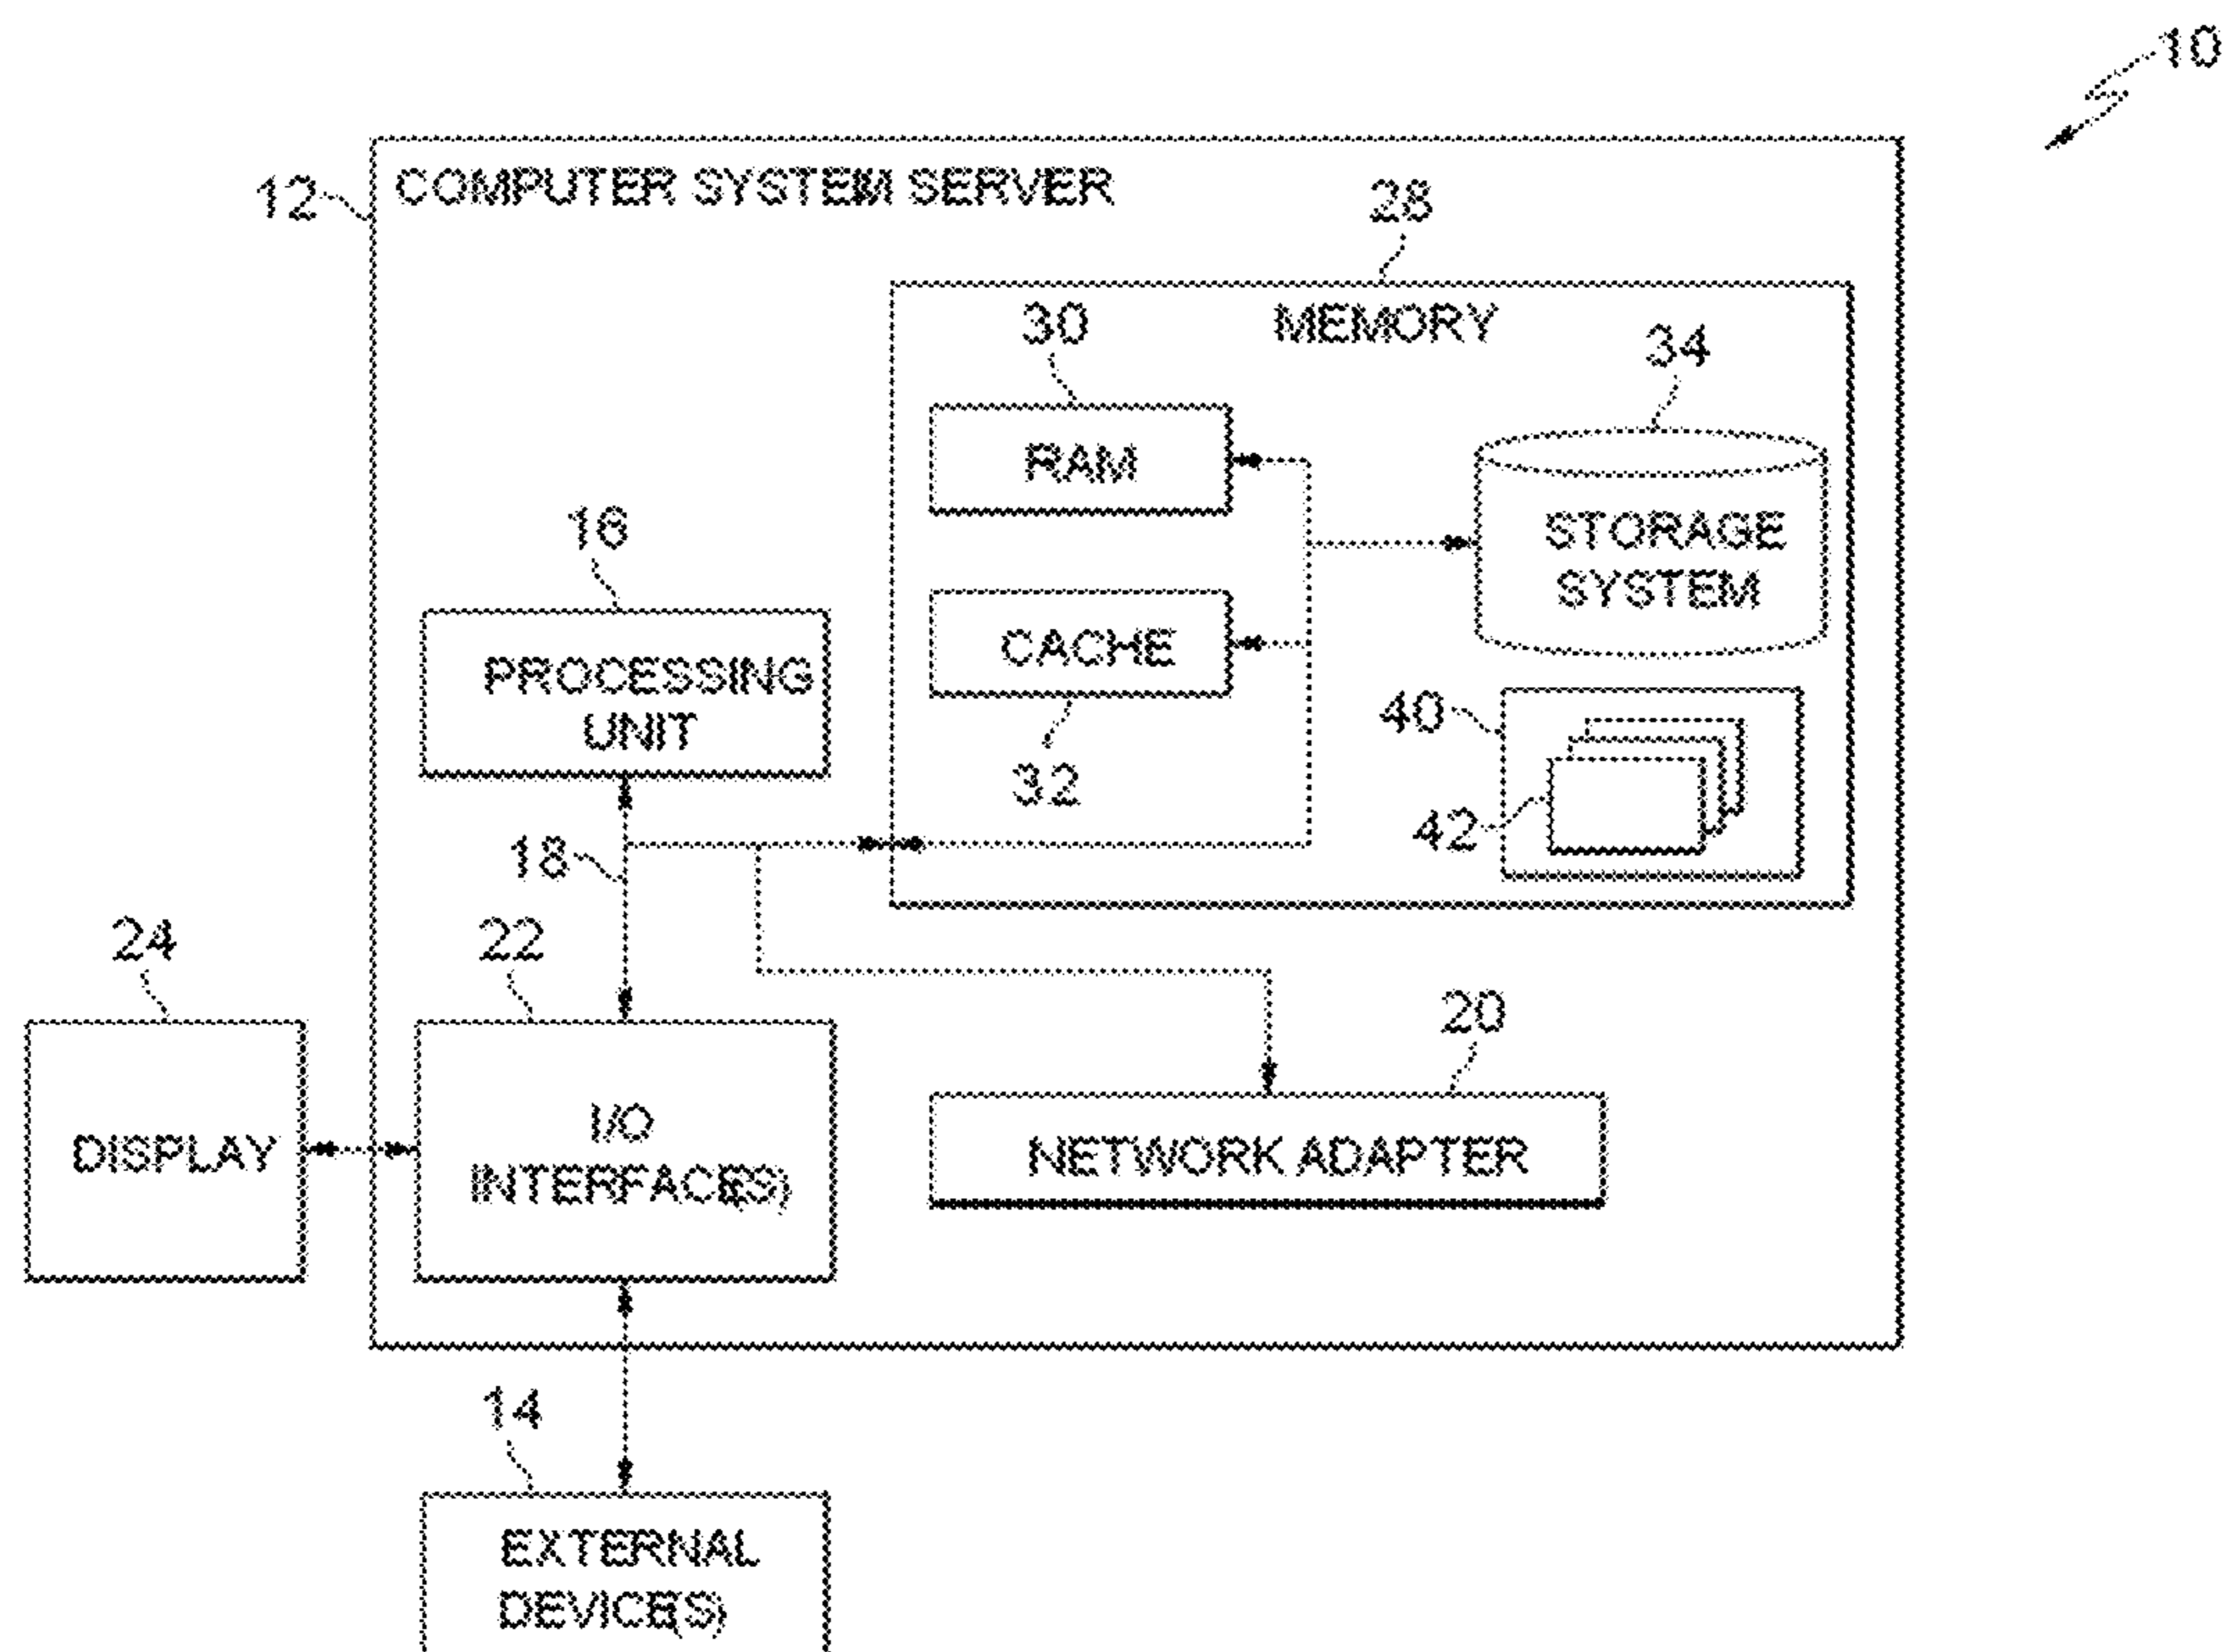 10
12
COMPUTER SYSTEM SERVER
28
MEMORY
30
34
RAM
STORAGE
SYSTEM
16
CACHE
PROCESSING
UNIT
40
32
42
18
24
22
20
DISPLAY
I/O
INTERFACE(S)
NETWORK ADAPTER
14
EXTERNAL
DEVICE(S)